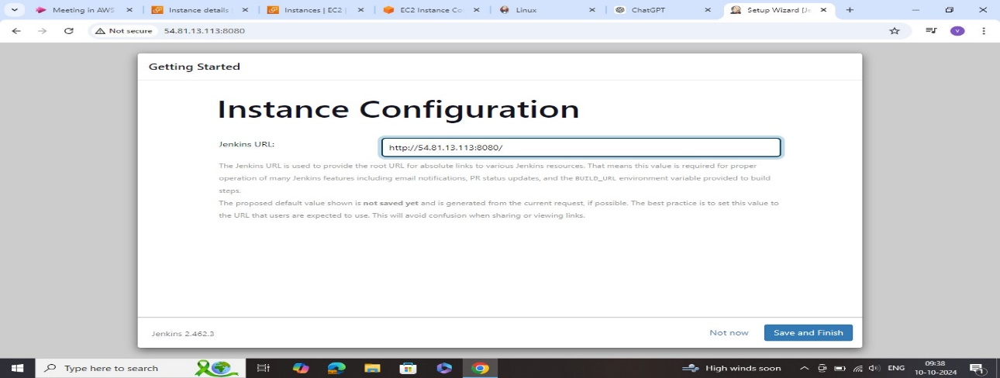 Meeting in AWS
Instance details
Instances | EC2
EC2 Instance Co
Linux
ChatGPT
Setup Wizard [Je
Not secure
54.81.13.113:8080
V
Getting Started
Instance Configuration
Jenkins URL:
http://54.81.13.113:8080/
The Jenkins URL is used to provide the root URL for absolute links to various Jenkins resources. That means this value is required for proper
operation of many Jenkins features including email notifications, PR status updates, and the BUILD_URL environment variable provided to build
steps.
The proposed default value shown is not saved yet and is generated from the current request, if possible. The best practice is to set this value to
the URL that users are expected to use. This will avoid confusion when sharing or viewing links.
Jenkins 2.462.3
Not now
Save and Finish
Type here to search
High winds soon
ENG
09:38
10-10-2024
1